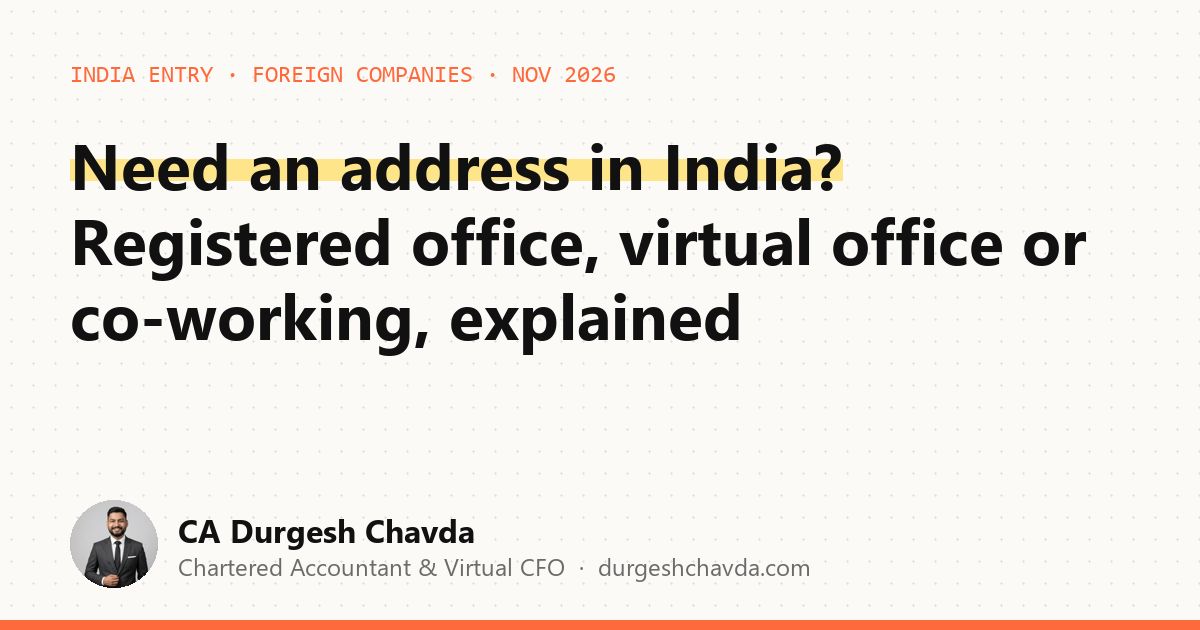 INDIA ENTRY · FOREIGN COMPANIES · NOV 2026
Need an address in India?
Registered office, virtual office or
co-working, explained
CA Durgesh Chavda
Chartered Accountant & Virtual CFO · durgeshchavda.com